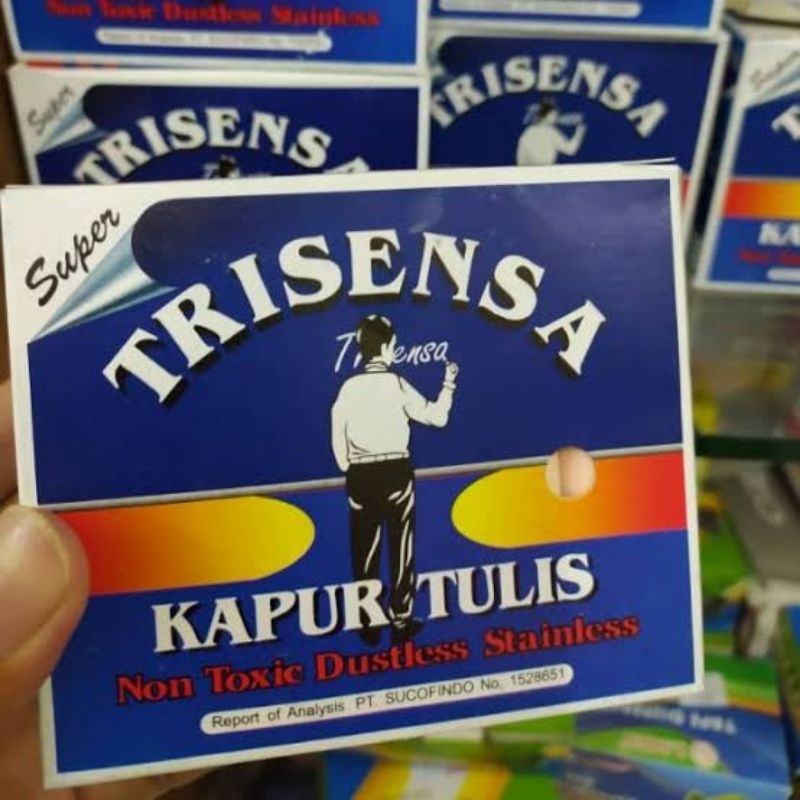 Non Toxic Dustless Stainless
Super
TRISENSA
TRISENSA
Super
TRISENSA
Super
KAPUR TULIS
Non Toxic Dustless Stainless
Report of Analysis PT. SUCOFINDO No. 1528651